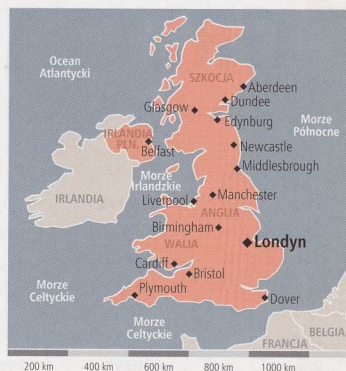 Ocean
Atlantycki
SZKOCJA
Aberdeen
Dundee
Glasgow
Edynburg
Morze
Północne
IRLANDIA
PŁN.
Belfast
Newcastle
Middlesbrough
Morze
Irlandzkie
IRLANDIA
Liverpool
Manchester
ANGLIA
Birmingham
WALIA
Londyn
Cardiff
Bristol
Morze
Celtyckie
Plymouth
Dover
Morze
Celtyckie
BELGIA
FRANCJA
200 km 400 km 600 km 800 km 1000 km